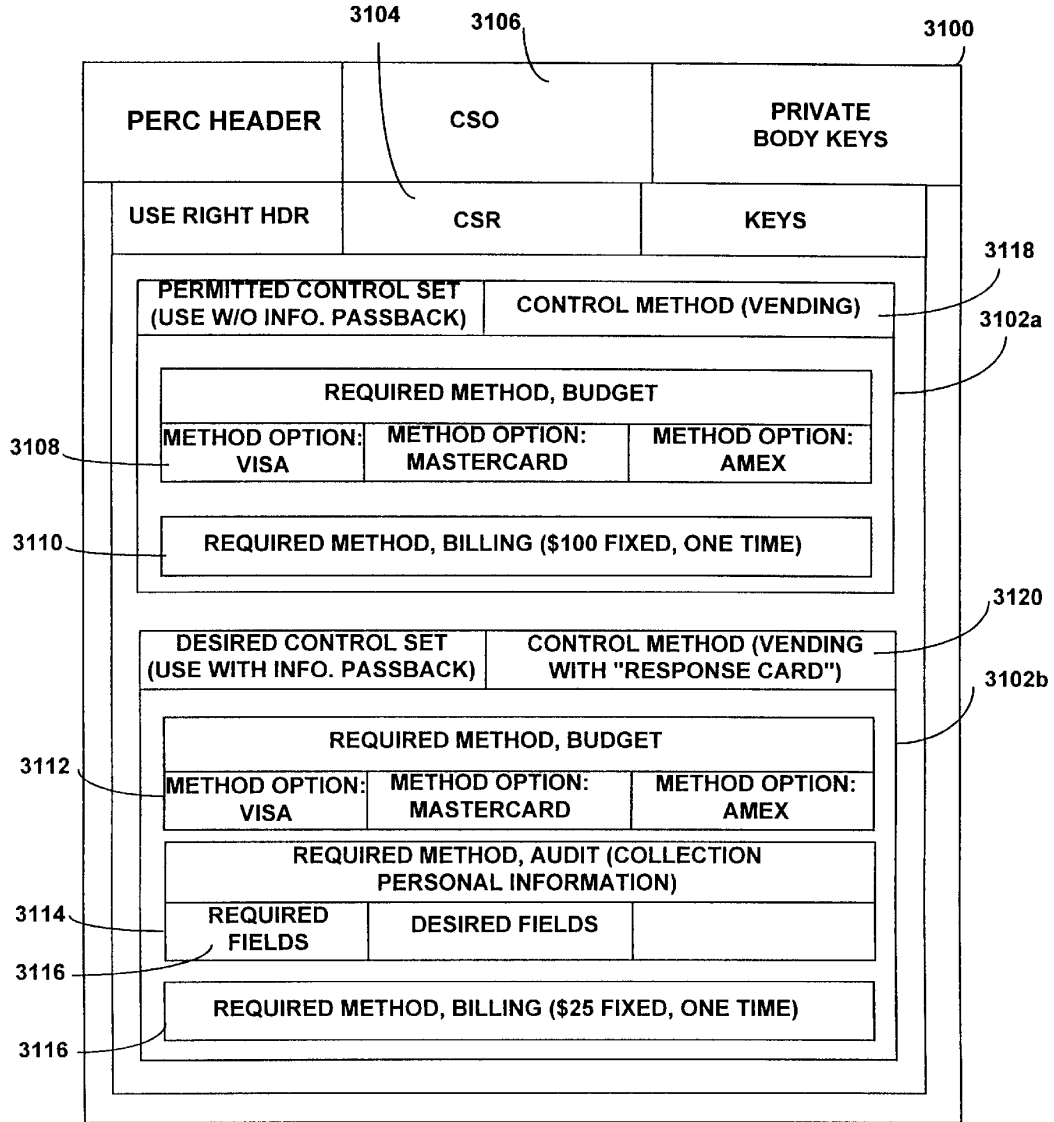 3104
3106
3100
PERC HEADER
CSO
PRIVATE
BODY KEYS
USE RIGHT HDR
CSR
KEYS
3118
PERMITTED CONTROL SET
(USE W/O INFO. PASSBACK)
CONTROL METHOD (VENDING)
3102a
REQUIRED METHOD, BUDGET
3108
METHOD OPTION:
VISA
METHOD OPTION:
MASTERCARD
METHOD OPTION:
AMEX
3110
REQUIRED METHOD, BILLING ($100 FIXED, ONE TIME)
3120
DESIRED CONTROL SET
(USE WITH INFO. PASSBACK)
CONTROL METHOD (VENDING
WITH "RESPONSE CARD")
3102b
REQUIRED METHOD, BUDGET
3112
METHOD OPTION:
VISA
METHOD OPTION:
MASTERCARD
METHOD OPTION:
AMEX
REQUIRED METHOD, AUDIT (COLLECTION
PERSONAL INFORMATION)
3114
REQUIRED
FIELDS
DESIRED FIELDS
3116
REQUIRED METHOD, BILLING ($25 FIXED, ONE TIME)
3116